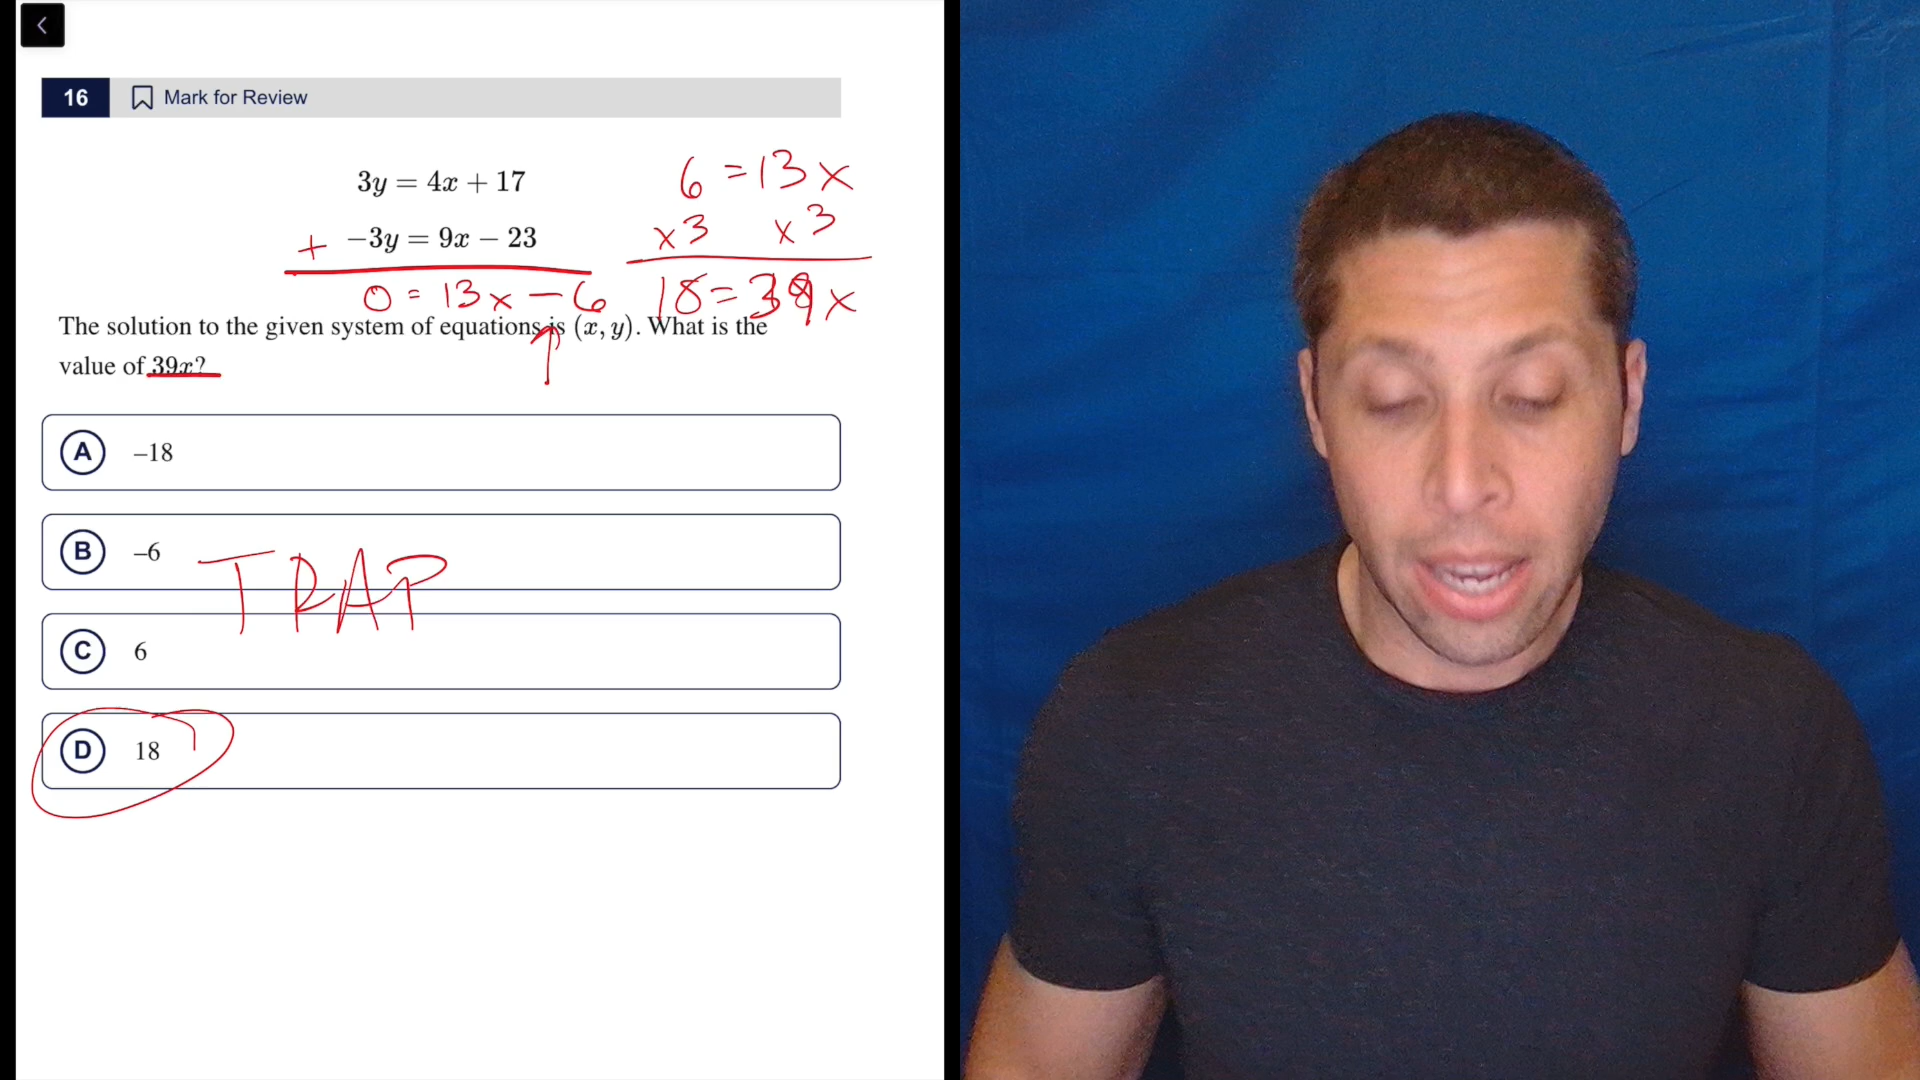 16 Mark for Review
3y = 4x + 17
+ −3y = 9x − 23
0 = 13x − 6
6 = 13x
x3 x3
18 = 39x
The solution to the given system of equations is (x, y). What is the
value of 39x?
A –18
B –6
TRAP
C 6
D 18